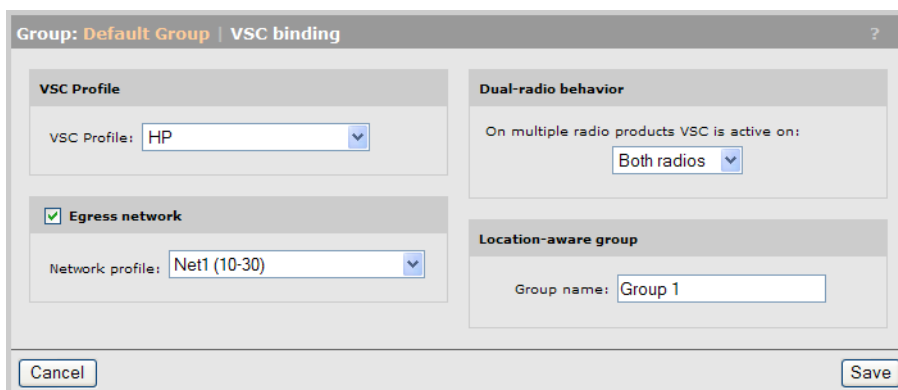 Group: Default Group | VSC binding ?
VSC Profile
VSC Profile: HP
Egress network
Network profile: Net1 (10-30)
Dual-radio behavior
On multiple radio products VSC is active on:
Both radios
Location-aware group
Group name: Group 1
Cancel
Save